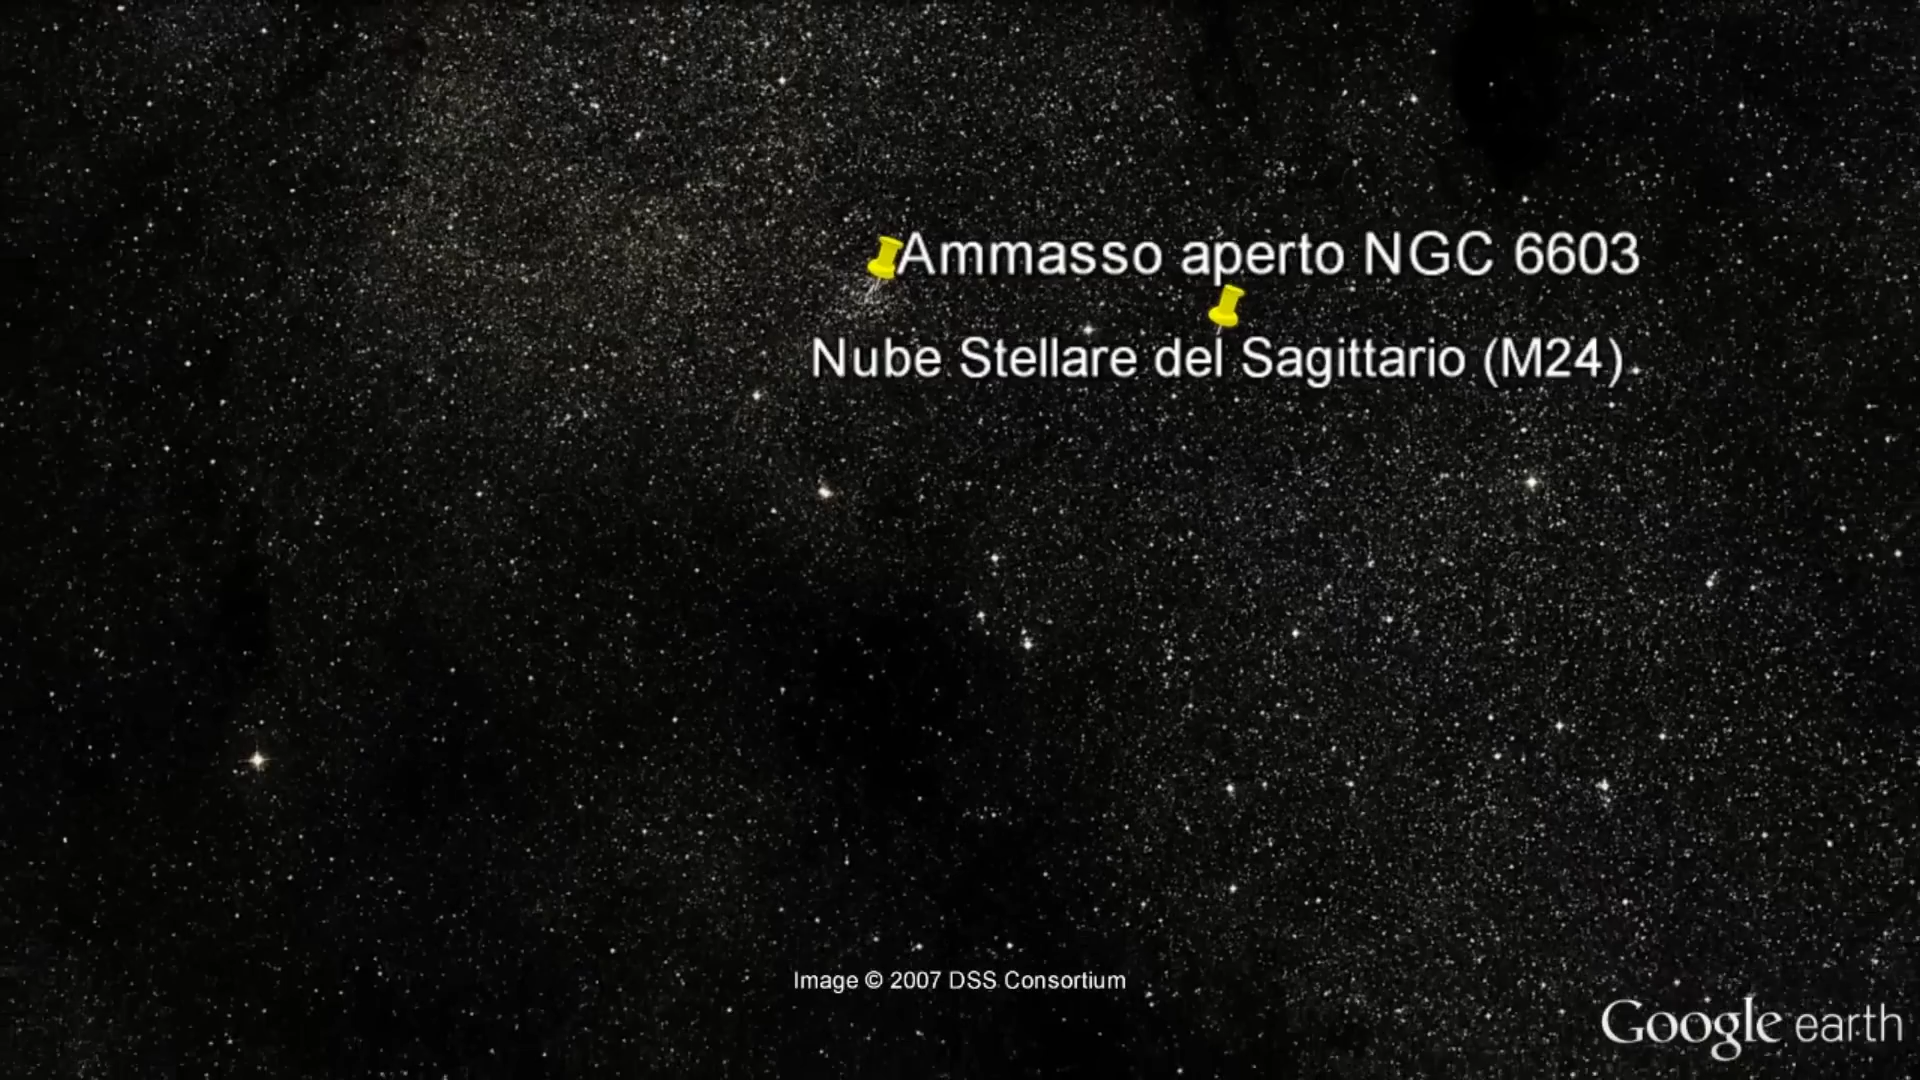 Ammasso aperto NGC 6603
Nube Stellare del Sagittario (M24)
Image © 2007 DSS Consortium
Google earth